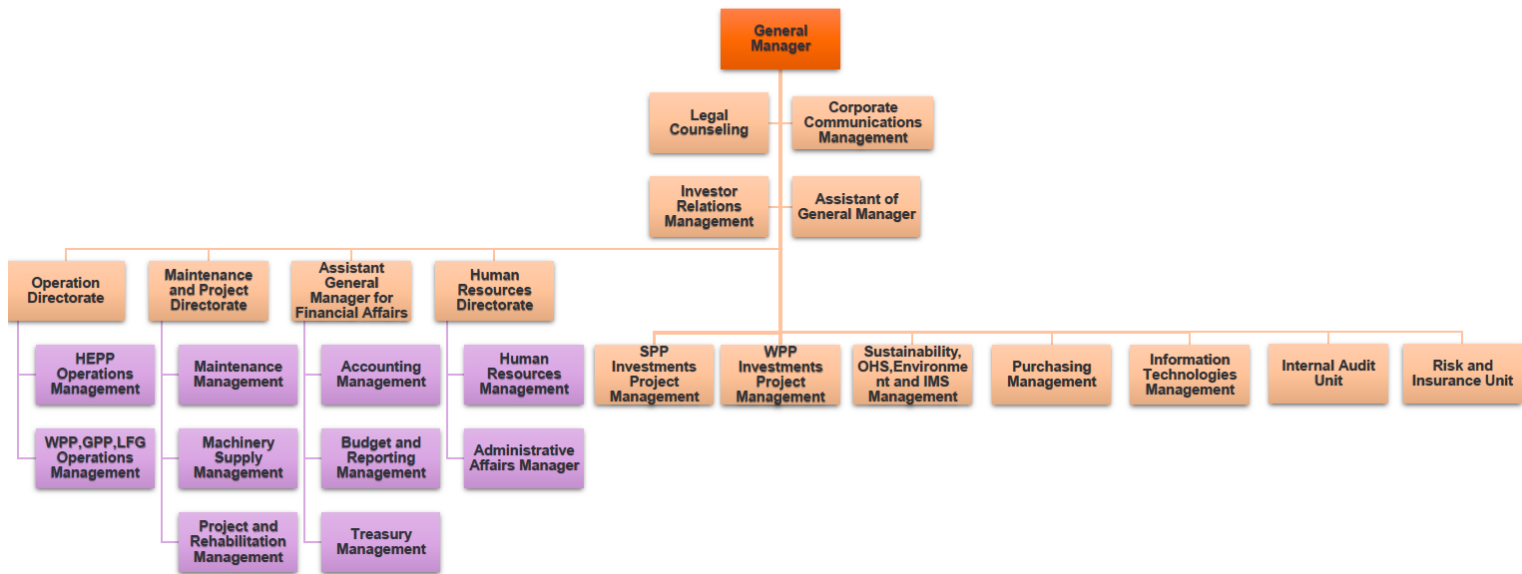 General
Manager
Legal
Counseling
Corporate
Communications
Management
Investor
Relations
Management
Assistant of
General Manager
Operation
Directorate
Maintenance
and Project
Directorate
Assistant
General
Manager for
Financial Affairs
Human
Resources
Directorate
HEPP
Operations
Management
Maintenance
Management
Accounting
Management
Human
Resources
Management
SPP
Investments
Project
Management
WPP
Investments
Project
Management
Sustainability,
OHS,Environme
nt and IMS
Management
Purchasing
Management
Information
Technologies
Management
Internal Audit
Unit
Risk and
Insurance Unit
WPP,GPP,LFG
Operations
Management
Machinery
Supply
Management
Budget and
Reporting
Management
Administrative
Affairs Manager
Project and
Rehabilitation
Management
Treasury
Management